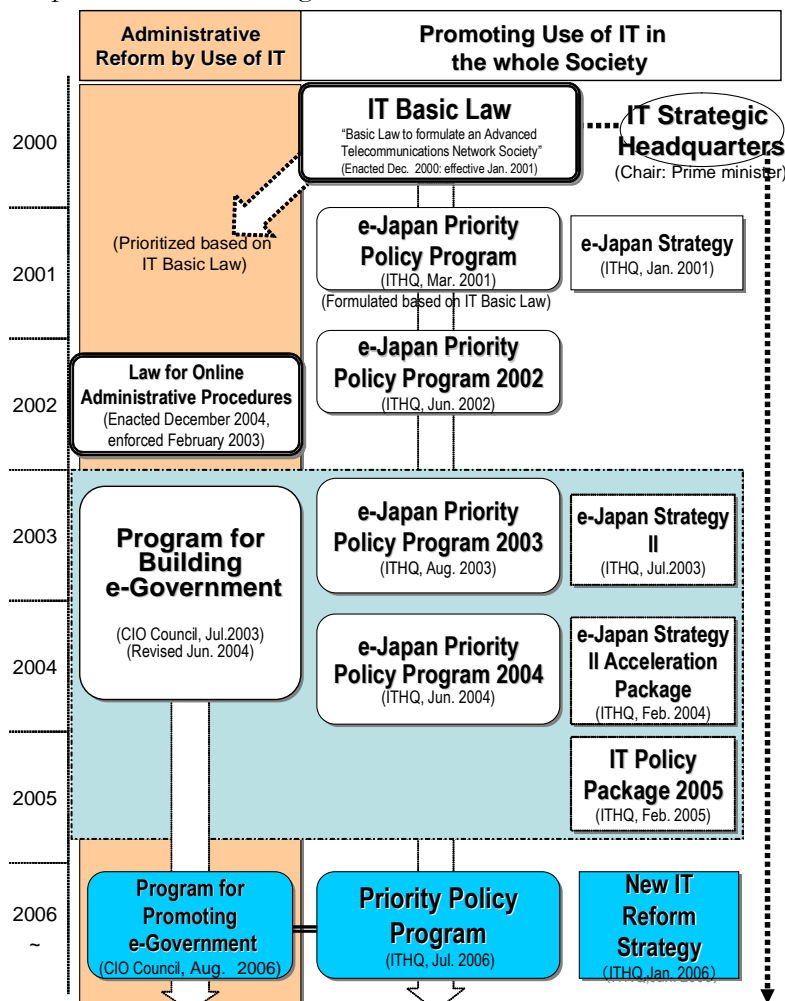 Administrative
Reform by Use of IT
Promoting Use of IT in
the whole Society
2000
IT Basic Law
“Basic Law to formulate an Advanced
Telecommunications Network Society”
(Enacted Dec. 2000: effective Jan. 2001)
IT Strategic
Headquarters
(Chair: Prime minister)
2001
(Prioritized based on
IT Basic Law)
e-Japan Priority
Policy Program
(ITHQ, Mar. 2001)
(Formulated based on IT Basic Law)
e-Japan Strategy
(ITHQ, Jan. 2001)
2002
Law for Online
Administrative Procedures
(Enacted December 2004,
enforced February 2003)
e-Japan Priority
Policy Program 2002
(ITHQ, Jun. 2002)
2003
Program for
Building
e-Government
(CIO Council, Jul.2003)
(Revised Jun. 2004)
e-Japan Priority
Policy Program 2003
(ITHQ, Aug. 2003)
e-Japan Strategy
II
(ITHQ, Jul.2003)
2004
e-Japan Priority
Policy Program 2004
(ITHQ, Jun. 2004)
e-Japan Strategy
II Acceleration
Package
(ITHQ, Feb. 2004)
2005
IT Policy
Package 2005
(ITHQ, Feb. 2005)
2006
~
Program for
Promoting
e-Government
(CIO Council, Aug. 2006)
Priority Policy
Program
(ITHQ, Jul. 2006)
New IT
Reform
Strategy
(ITHQ,Jan. 2006)